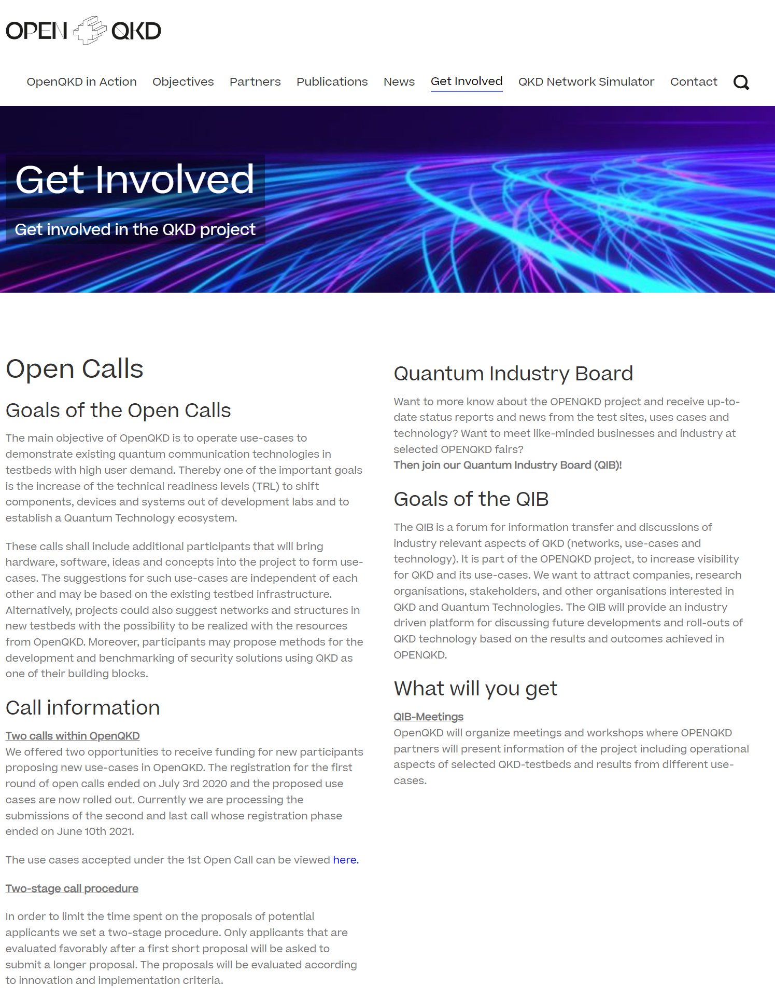 OPEN QKD
OpenQKD in Action Objectives Partners Publications News Get Involved QKD Network Simulator Contact
Get Involved
Get involved in the QKD project
Open Calls
Goals of the Open Calls
The main objective of OpenQKD is to operate use-cases to
demonstrate existing quantum communication technologies in
testbeds with high user demand. Thereby one of the important goals
is the increase of the technical readiness levels (TRL) to shift
components, devices and systems out of development labs and to
establish a Quantum Technology ecosystem.
These calls shall include additional participants that will bring
hardware, software, ideas and concepts into the project to form use-
cases. The suggestions for such use-cases are independent of each
other and may be based on the existing testbed infrastructure.
Alternatively, projects could also suggest networks and structures in
new testbeds with the possibility to be realized with the resources
from OpenQKD. Moreover, participants may propose methods for the
development and benchmarking of security solutions using QKD as
one of their building blocks.
Call information
Two calls within OpenQKD
We offered two opportunities to receive funding for new participants
proposing new use-cases in OpenQKD. The registration for the first
round of open calls ended on July 3rd 2020 and the proposed use
cases are now rolled out. Currently we are processing the
submissions of the second and last call whose registration phase
ended on June 10th 2021.
The use cases accepted under the 1st Open Call can be viewed here.
Two-stage call procedure
In order to limit the time spent on the proposals of potential
applicants we set a two-stage procedure. Only applicants that are
evaluated favorably after a first short proposal will be asked to
submit a longer proposal. The proposals will be evaluated according
to innovation and implementation criteria.
Quantum Industry Board
Want to more know about the OPENQKD project and receive up-to-
date status reports and news from the test sites, uses cases and
technology? Want to meet like-minded businesses and industry at
selected OPENQKD fairs?
Then join our Quantum Industry Board (QIB)!
Goals of the QIB
The QIB is a forum for information transfer and discussions of
industry relevant aspects of QKD (networks, use-cases and
technology). It is part of the OPENQKD project, to increase visibility
for QKD and its use-cases. We want to attract companies, research
organisations, stakeholders, and other organisations interested in
QKD and Quantum Technologies. The QIB will provide an industry
driven platform for discussing future developments and roll-outs of
QKD technology based on the results and outcomes achieved in
OPENQKD.
What will you get
QIB-Meetings
OpenQKD will organize meetings and workshops where OPENQKD
partners will present information of the project including operational
aspects of selected QKD-testbeds and results from different use-
cases.